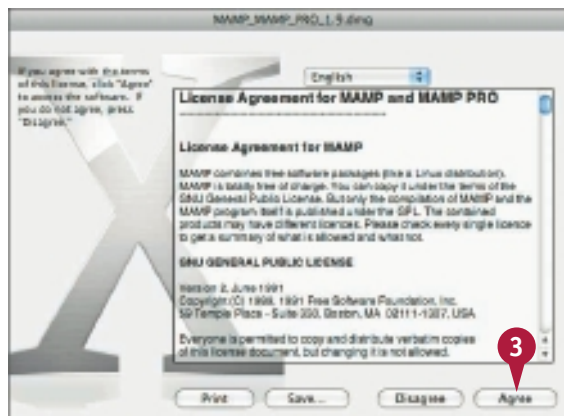 MAMP_MAMP_PRO_1.9.dmg
If you agree with the terms
of this license, click "Agree"
to access the software. If
you do not agree, press
"Disagree."
English
License Agreement for MAMP and MAMP PRO
----------------------------------------
License Agreement for MAMP
MAMP combines free software packages (like a Linux distribution).
MAMP is totally free of charge. You can copy it under the terms of the
GNU General Public License. But only the compilation of MAMP and the
MAMP program itself is published under the GPL. The contained
products may have different licences. Please check every single licence
to get a summary of what is allowed and what not.
GNU GENERAL PUBLIC LICENSE
Version 2, June 1991
Copyright (C) 1989, 1991 Free Software Foundation, Inc.
59 Temple Place - Suite 330, Boston, MA 02111-1307, USA
Everyone is permitted to copy and distribute verbatim copies
of this license document, but changing it is not allowed.
3
Print
Save...
Disagree
Agree